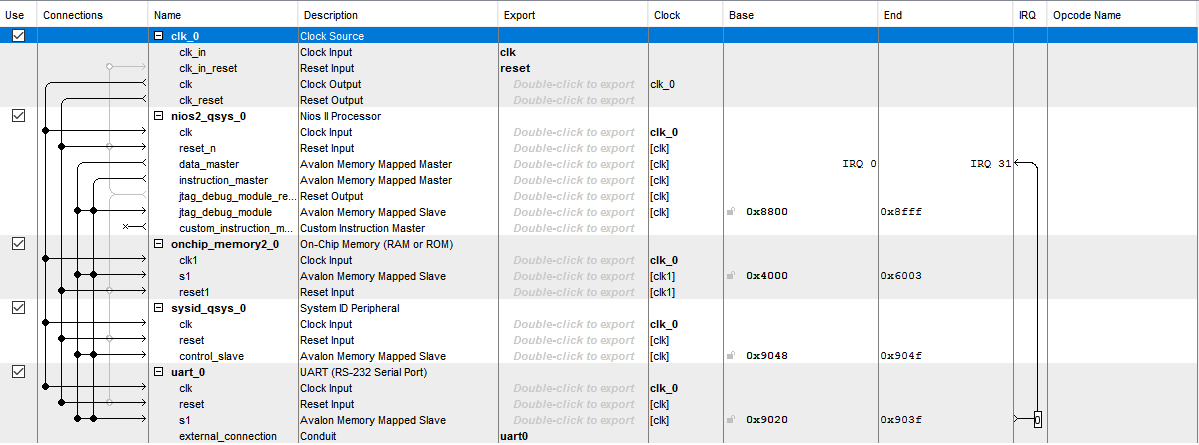 Use Connections Name Description Export Clock Base End IRQ Opcode Name
clk_0 Clock Source
clk_in Clock Input clk
clk_in_reset Reset Input reset
clk Clock Output Double-click to export clk_0
clk_reset Reset Output Double-click to export
nios2_qsys_0 Nios II Processor
clk Clock Input Double-click to export clk_0
reset_n Reset Input Double-click to export [clk]
data_master Avalon Memory Mapped Master Double-click to export [clk] IRQ 0 IRQ 31
instruction_master Avalon Memory Mapped Master Double-click to export [clk]
jtag_debug_module_re... Reset Output Double-click to export [clk]
jtag_debug_module Avalon Memory Mapped Slave Double-click to export [clk] 0x8800 0x8fff
custom_instruction_m... Custom Instruction Master Double-click to export
onchip_memory2_0 On-Chip Memory (RAM or ROM)
clk1 Clock Input Double-click to export clk_0
s1 Avalon Memory Mapped Slave Double-click to export [clk1] 0x4000 0x6003
reset1 Reset Input Double-click to export [clk1]
sysid_qsys_0 System ID Peripheral
clk Clock Input Double-click to export clk_0
reset Reset Input Double-click to export [clk]
control_slave Avalon Memory Mapped Slave Double-click to export [clk] 0x9048 0x904f
uart_0 UART (RS-232 Serial Port)
clk Clock Input Double-click to export clk_0
reset Reset Input Double-click to export [clk]
s1 Avalon Memory Mapped Slave Double-click to export [clk] 0x9020 0x903f 0
external_connection Conduit uart0